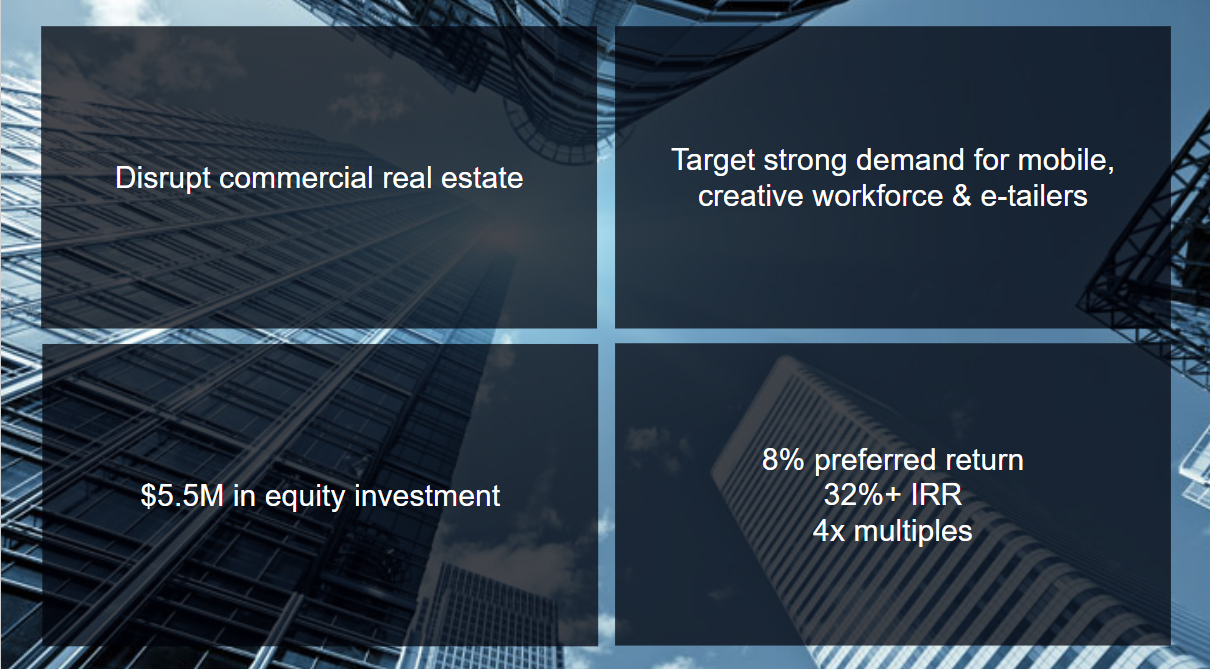 Disrupt commercial real estate
Target strong demand for mobile,
creative workforce & e-tailers
$5.5M in equity investment
8% preferred return
32%+ IRR
4x multiples